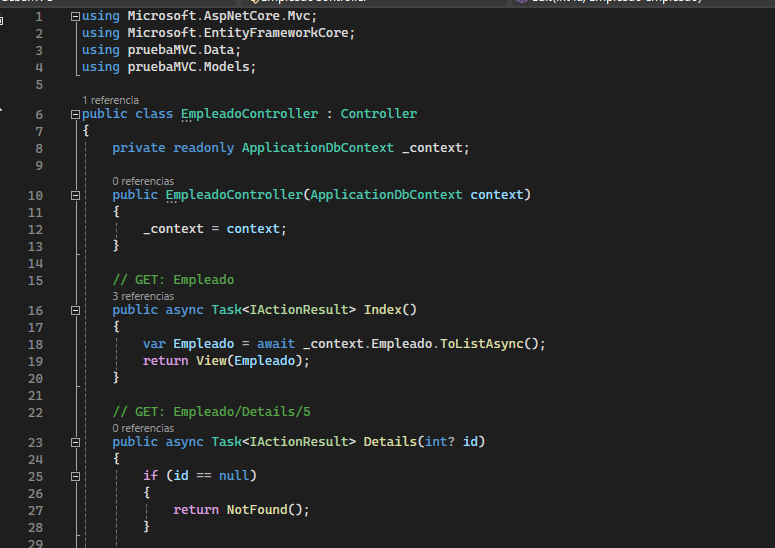 1 using Microsoft.AspNetCore.Mvc;
2 using Microsoft.EntityFrameworkCore;
3 using pruebaMVC.Data;
4 using pruebaMVC.Models;
5
1 referencia
6 public class EmpleadoController : Controller
7 {
8 private readonly ApplicationDbContext _context;
9
0 referencias
10 public EmpleadoController(ApplicationDbContext context)
11 {
12 _context = context;
13 }
14
15 // GET: Empleado
3 referencias
16 public async Task<IActionResult> Index()
17 {
18 var Empleado = await _context.Empleado.ToListAsync();
19 return View(Empleado);
20 }
21
22 // GET: Empleado/Details/5
0 referencias
23 public async Task<IActionResult> Details(int? id)
24 {
25 if (id == null)
26 {
27 return NotFound();
28 }
29